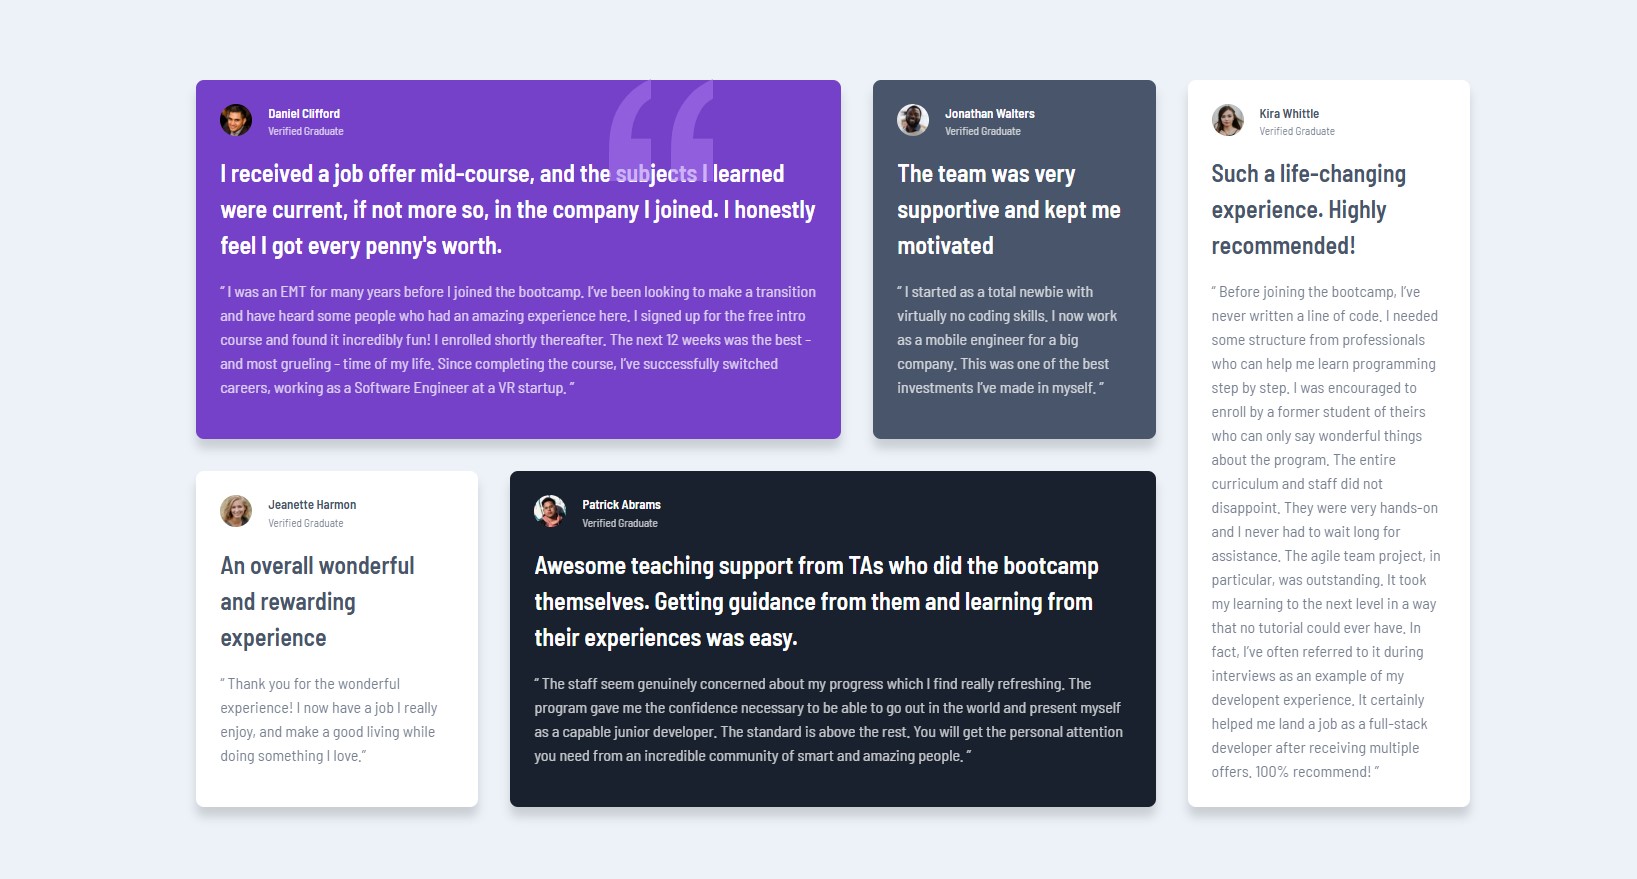 Daniel Clifford
Verified Graduate
I received a job offer mid-course, and the subjects I learned
were current, if not more so, in the company I joined. I honestly
feel I got every penny's worth.
“ I was an EMT for many years before I joined the bootcamp. I’ve been looking to make a transition
and have heard some people who had an amazing experience here. I signed up for the free intro
course and found it incredibly fun! I enrolled shortly thereafter. The next 12 weeks was the best -
and most grueling - time of my life. Since completing the course, I’ve successfully switched
careers, working as a Software Engineer at a VR startup. ”
Jonathan Walters
Verified Graduate
The team was very
supportive and kept me
motivated
“ I started as a total newbie with
virtually no coding skills. I now work
as a mobile engineer for a big
company. This was one of the best
investments I’ve made in myself. ”
Kira Whittle
Verified Graduate
Such a life-changing
experience. Highly
recommended!
“ Before joining the bootcamp, I’ve
never written a line of code. I needed
some structure from professionals
who can help me learn programming
step by step. I was encouraged to
enroll by a former student of theirs
who can only say wonderful things
about the program. The entire
curriculum and staff did not
disappoint. They were very hands-on
and I never had to wait long for
assistance. The agile team project, in
particular, was outstanding. It took
my learning to the next level in a way
that no tutorial could ever have. In
fact, I’ve often referred to it during
interviews as an example of my
developent experience. It certainly
helped me land a job as a full-stack
developer after receiving multiple
offers. 100% recommend! ”
Jeanette Harmon
Verified Graduate
An overall wonderful
and rewarding
experience
“ Thank you for the wonderful
experience! I now have a job I really
enjoy, and make a good living while
doing something I love.”
Patrick Abrams
Verified Graduate
Awesome teaching support from TAs who did the bootcamp
themselves. Getting guidance from them and learning from
their experiences was easy.
“ The staff seem genuinely concerned about my progress which I find really refreshing. The
program gave me the confidence necessary to be able to go out in the world and present myself
as a capable junior developer. The standard is above the rest. You will get the personal attention
you need from an incredible community of smart and amazing people. ”